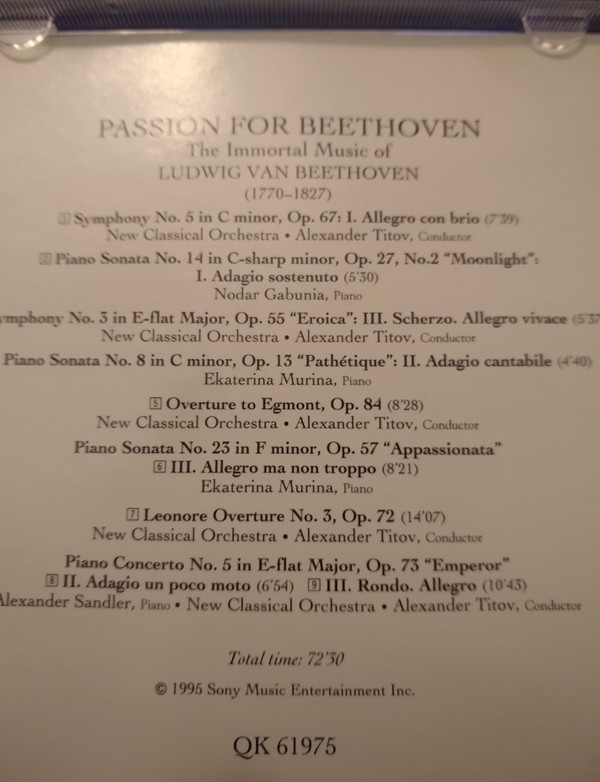 PASSION FOR BEETHOVEN
The Immortal Music of
LUDWIG VAN BEETHOVEN
(1770–1827)
1 Symphony No. 5 in C minor, Op. 67: I. Allegro con brio (7'39)
New Classical Orchestra • Alexander Titov, Conductor
2 Piano Sonata No. 14 in C-sharp minor, Op. 27, No.2 “Moonlight”:
I. Adagio sostenuto (5'30)
Nodar Gabunia, Piano
ymphony No. 3 in E-flat Major, Op. 55 “Eroica”: III. Scherzo. Allegro vivace (5'37
New Classical Orchestra • Alexander Titov, Conductor
Piano Sonata No. 8 in C minor, Op. 13 “Pathétique”: II. Adagio cantabile (4'40)
Ekaterina Murina, Piano
5 Overture to Egmont, Op. 84 (8'28)
New Classical Orchestra • Alexander Titov, Conductor
Piano Sonata No. 23 in F minor, Op. 57 “Appassionata”
6 III. Allegro ma non troppo (8'21)
Ekaterina Murina, Piano
7 Leonore Overture No. 3, Op. 72 (14'07)
New Classical Orchestra • Alexander Titov, Conductor
Piano Concerto No. 5 in E-flat Major, Op. 73 “Emperor”
8 II. Adagio un poco moto (6'54) 9 III. Rondo. Allegro (10'43)
Alexander Sandler, Piano • New Classical Orchestra • Alexander Titov, Conductor
Total time: 72'30
© 1995 Sony Music Entertainment Inc.
QK 61975